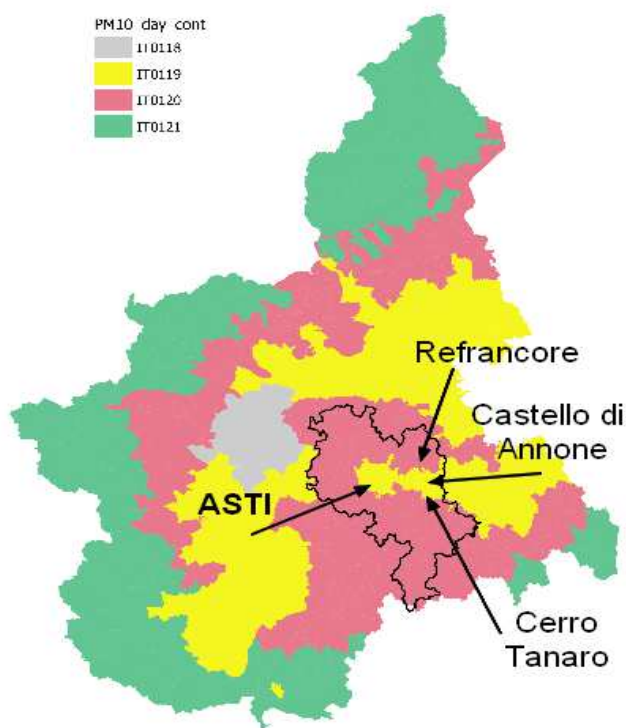 PM10 day cont
IT0118
IT0119
IT0120
IT0121
Refrancore
Castello di
Annone
ASTI
Cerro
Tanaro